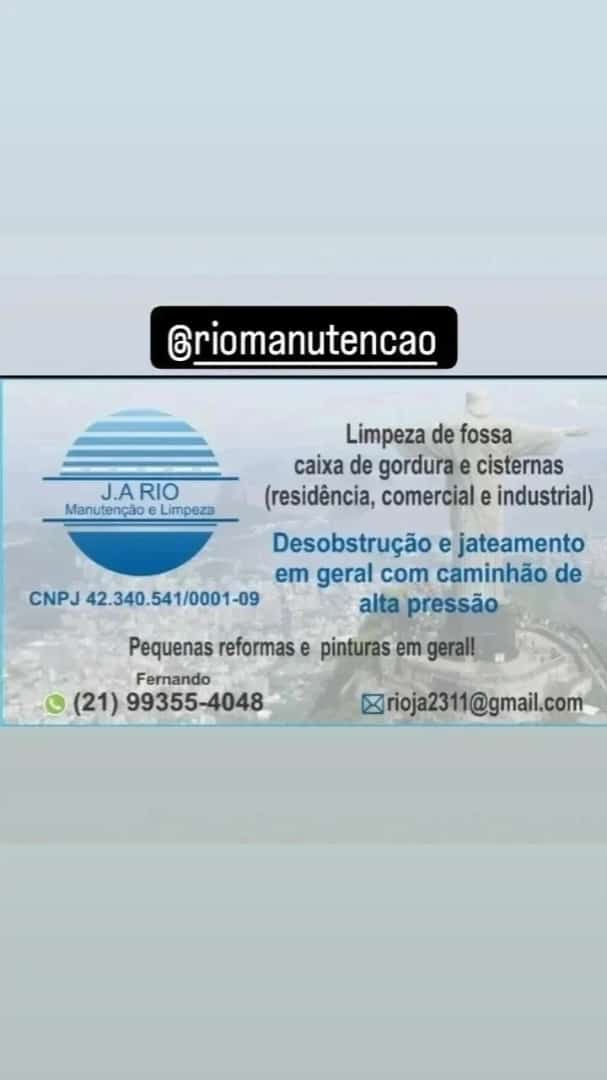 @riomanutencao
J.A RIO
Manutenção e Limpeza
CNPJ 42.340.541/0001-09
Limpeza de fossa
caixa de gordura e cisternas
(residência, comercial e industrial)
Desobstrução e jateamento
em geral com caminhão de
alta pressão
Pequenas reformas e pinturas em geral!
Fernando
(21) 99355-4048
rioja2311@gmail.com